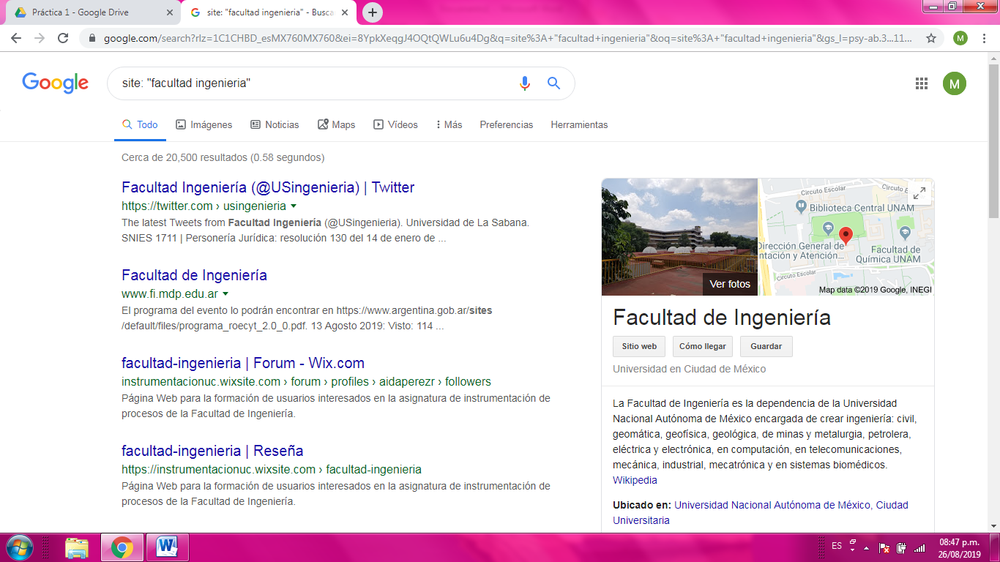 Práctica 1 - Google Drive
site: "facultad ingenieria" - Busca
google.com/search?rlz=1C1CHBD_esMX760MX760&ei=8YpkXeqgJ4OQtQWLu6u4Dg&q=site%3A+"facultad+ingenieria"&oq=site%3A+"facultad+ingenieria"&gs_l=psy-ab.3...11...
M
Google
site: "facultad ingenieria"
M
Todo Imágenes Noticias Maps Vídeos Más Preferencias Herramientas
Cerca de 20,500 resultados (0.58 segundos)
Facultad Ingeniería (@USingenieria) | Twitter
https://twitter.com › usingenieria
The latest Tweets from Facultad Ingeniería (@USingenieria). Universidad de La Sabana.
SNIES 1711 | Personería Jurídica: resolución 130 del 14 de enero de ...
Facultad de Ingeniería
www.fi.mdp.edu.ar
El programa del evento lo podrán encontrar en https://www.argentina.gob.ar/sites
/default/files/programa_roecyt_2.0_0.pdf. 13 Agosto 2019: Visto: 114 ...
facultad-ingenieria | Forum - Wix.com
instrumentacionuc.wixsite.com › forum › profiles › aidaperezr › followers
Página Web para la formación de usuarios interesados en la asignatura de instrumentación de
procesos de la Facultad de Ingeniería.
facultad-ingenieria | Reseña
https://instrumentacionuc.wixsite.com › facultad-ingenieria
Página Web para la formación de usuarios interesados en la asignatura de instrumentación de
procesos de la Facultad de Ingeniería.
Ver fotos
Circuito Escolar
Circuito Escolar
Biblioteca Central UNAM
Dirección General de
ntación y Atención...
Facultad de
Química UNAM
Circuito Escolar
Map data ©2019 Google, INEGI
Facultad de Ingeniería
Sitio web Cómo llegar Guardar
Universidad en Ciudad de México
La Facultad de Ingeniería es la dependencia de la Universidad
Nacional Autónoma de México encargada de crear ingeniería: civil,
geomática, geofísica, geológica, de minas y metalurgia, petrolera,
eléctrica y electrónica, en computación, en telecomunicaciones,
mecánica, industrial, mecatrónica y en sistemas biomédicos.
Wikipedia
Ubicado en: Universidad Nacional Autónoma de México, Ciudad
Universitaria
ES
08:47 p.m.
26/08/2019